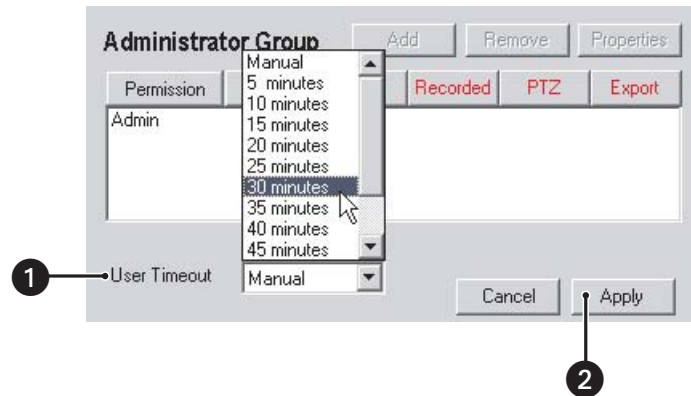 Administrator Group Add Remove Properties
Permission Recorded PTZ Export
Admin
Manual
5 minutes
10 minutes
15 minutes
20 minutes
25 minutes
30 minutes
35 minutes
40 minutes
45 minutes
1 User Timeout Manual
Cancel Apply
2